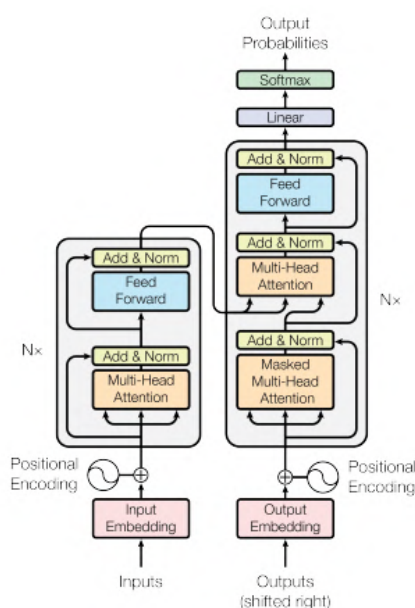 Output
Probabilities
Softmax
Linear
Add & Norm
Feed
Forward
Add & Norm
Multi-Head
Attention
Nx
Add & Norm
Masked
Multi-Head
Attention
Add & Norm
Feed
Forward
Nx
Add & Norm
Multi-Head
Attention
Positional
Encoding
Positional
Encoding
Input
Embedding
Output
Embedding
Inputs
Outputs
(shifted right)